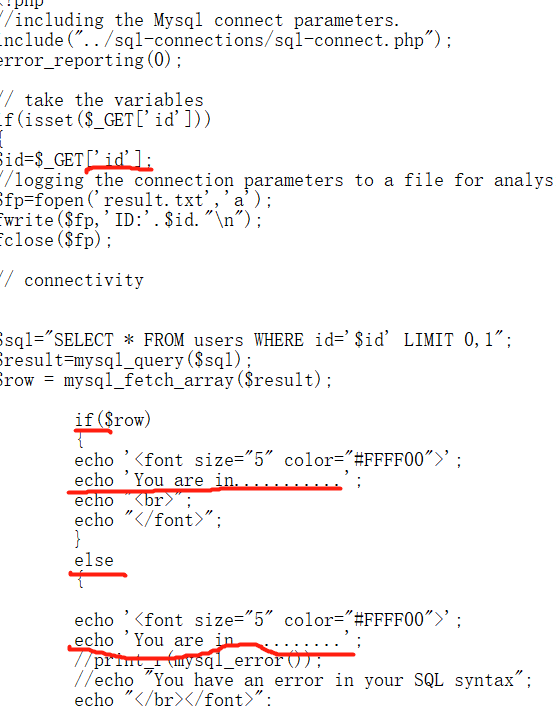 <?php
//including the Mysql connect parameters.
include("../sql-connections/sql-connect.php");
error_reporting(0);
// take the variables
if(isset($_GET['id']))
{
$id=$_GET['id'];
//logging the connection parameters to a file for analys
$fp=fopen('result.txt','a');
fwrite($fp,'ID:'.$id."\n");
fclose($fp);
// connectivity
$sql="SELECT * FROM users WHERE id='$id' LIMIT 0,1";
$result=mysql_query($sql);
$row = mysql_fetch_array($result);
if($row)
{
echo '<font size="5" color="#FFFF00">';
echo 'You are in...........';
echo "<br>";
echo "</font>";
}
else
{
echo '<font size="5" color="#FFFF00">';
echo 'You are in...........';
//print_r(mysql_error());
//echo "You have an error in your SQL syntax";
echo "</br></font>";